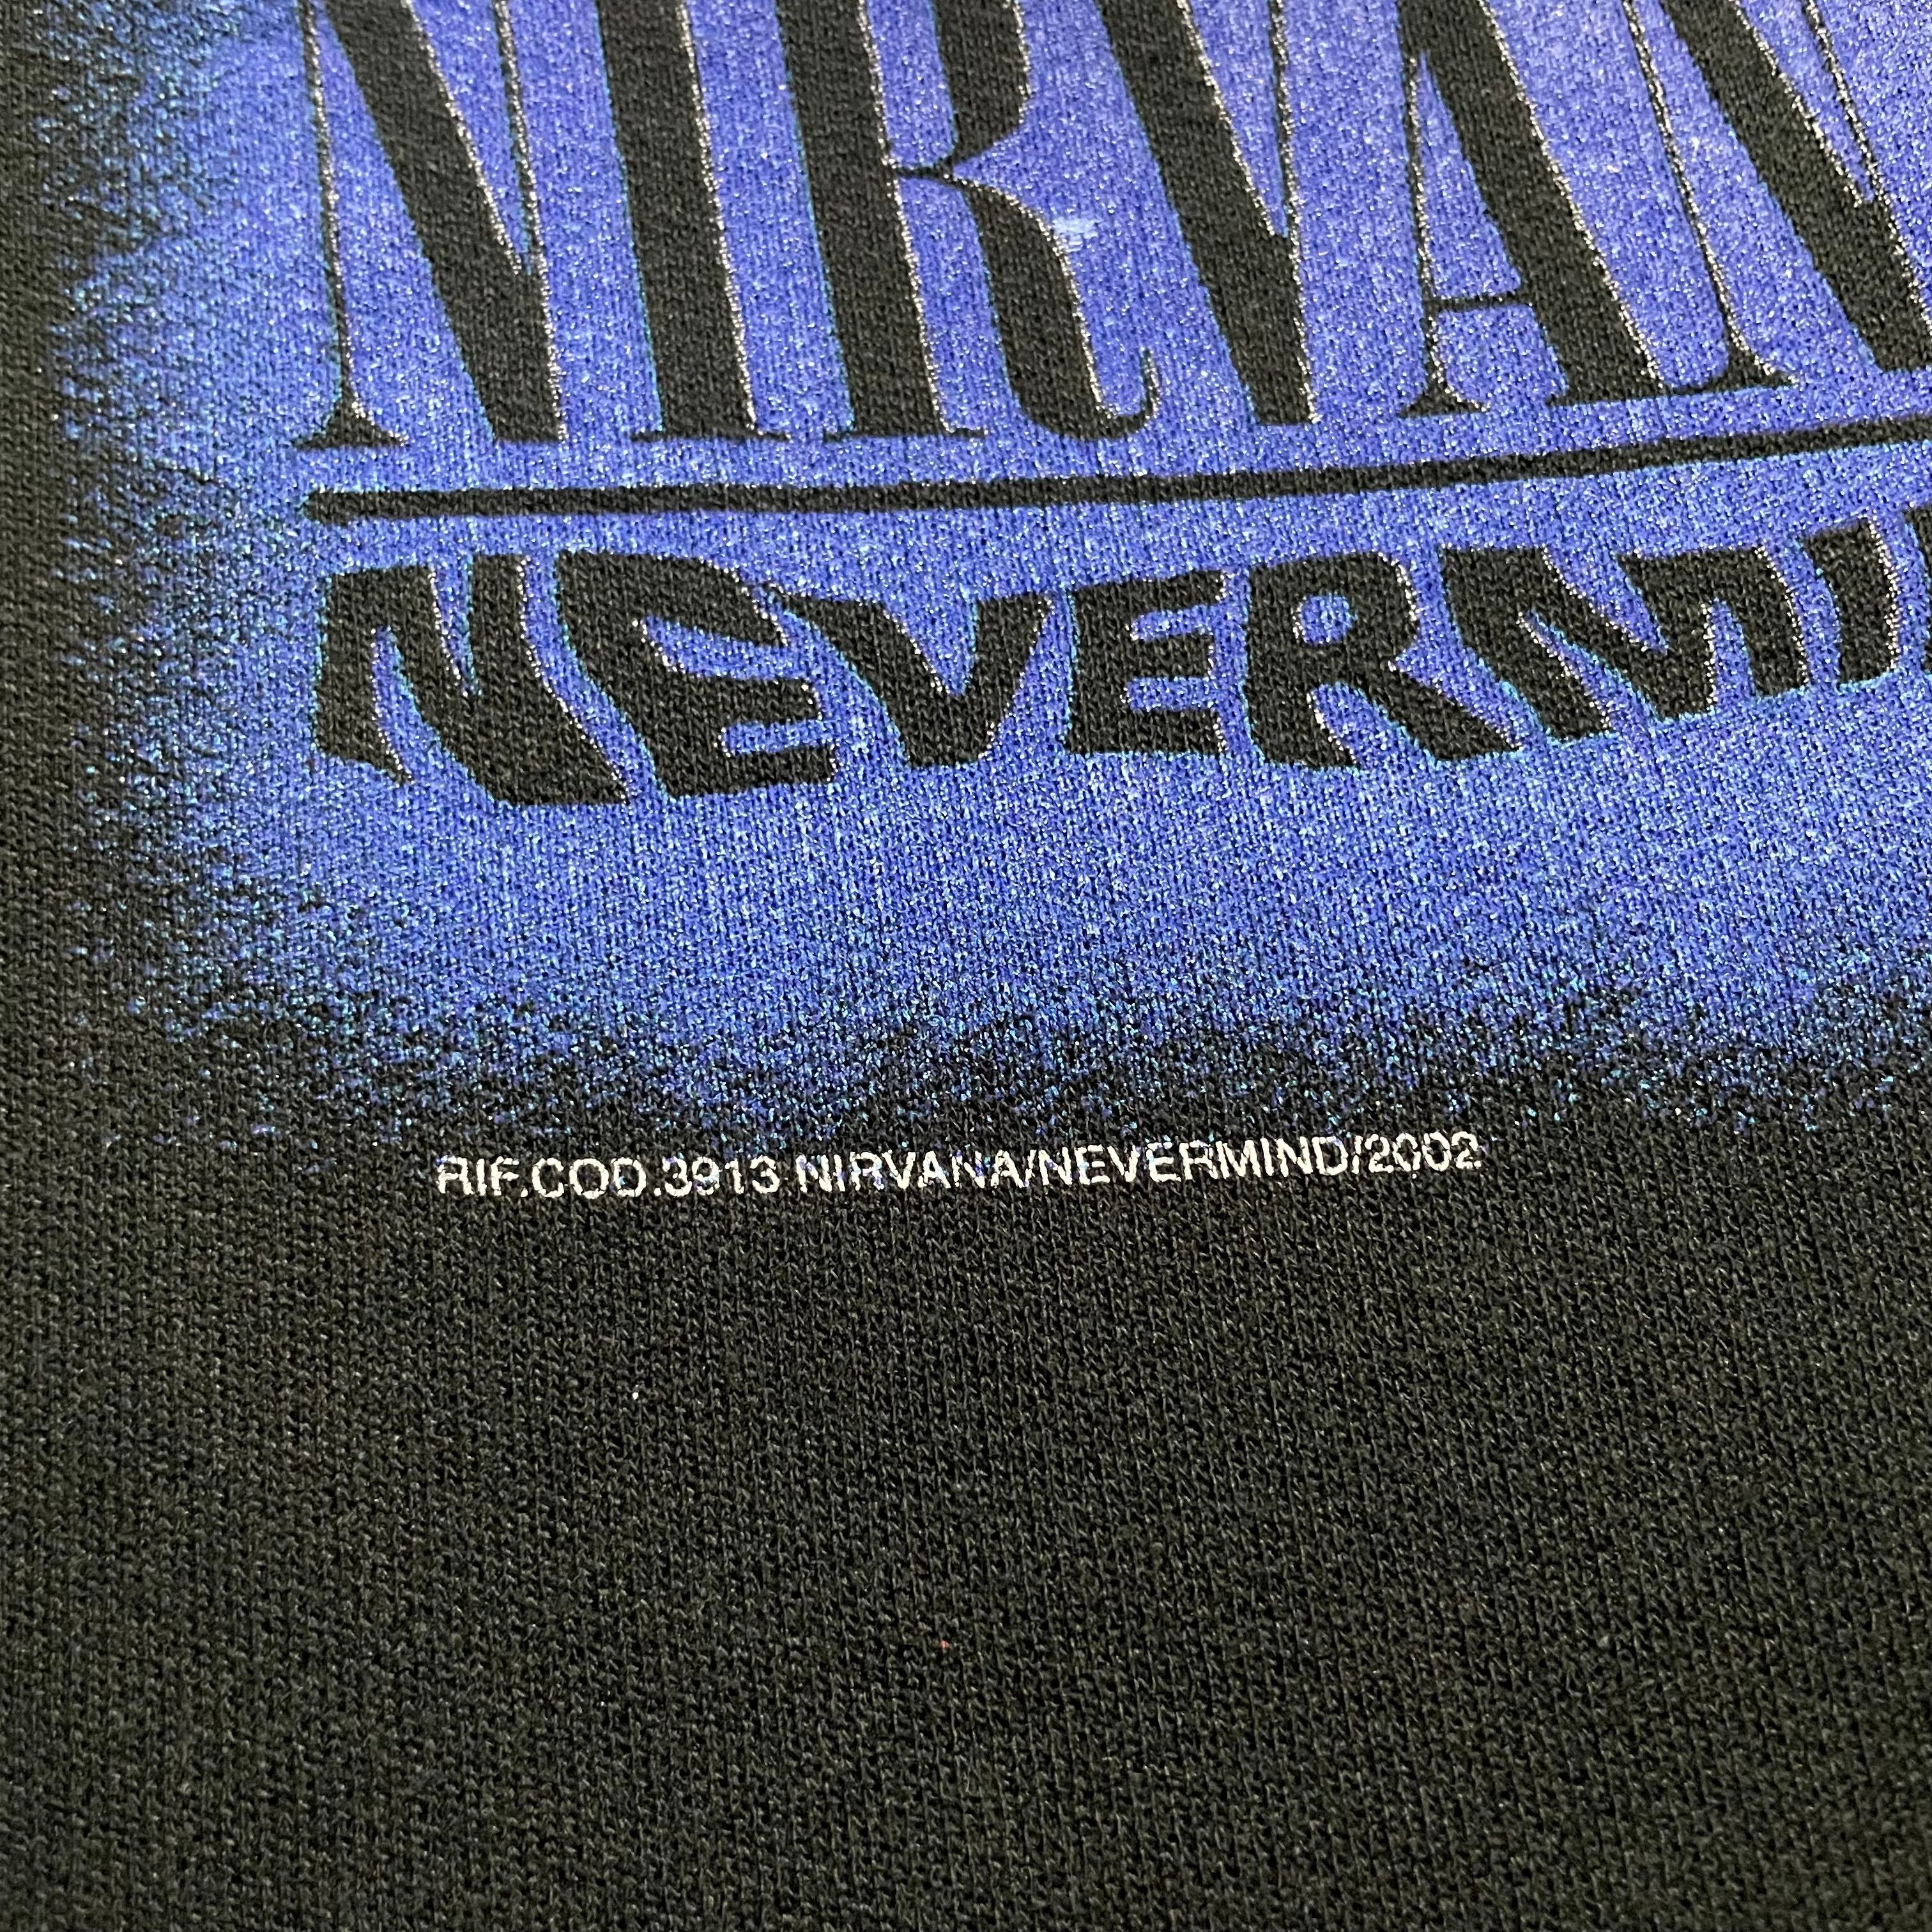 NIRVAN
NEVERMI
RIF.COD.3913 NIRVANA/NEVERMIND/2002